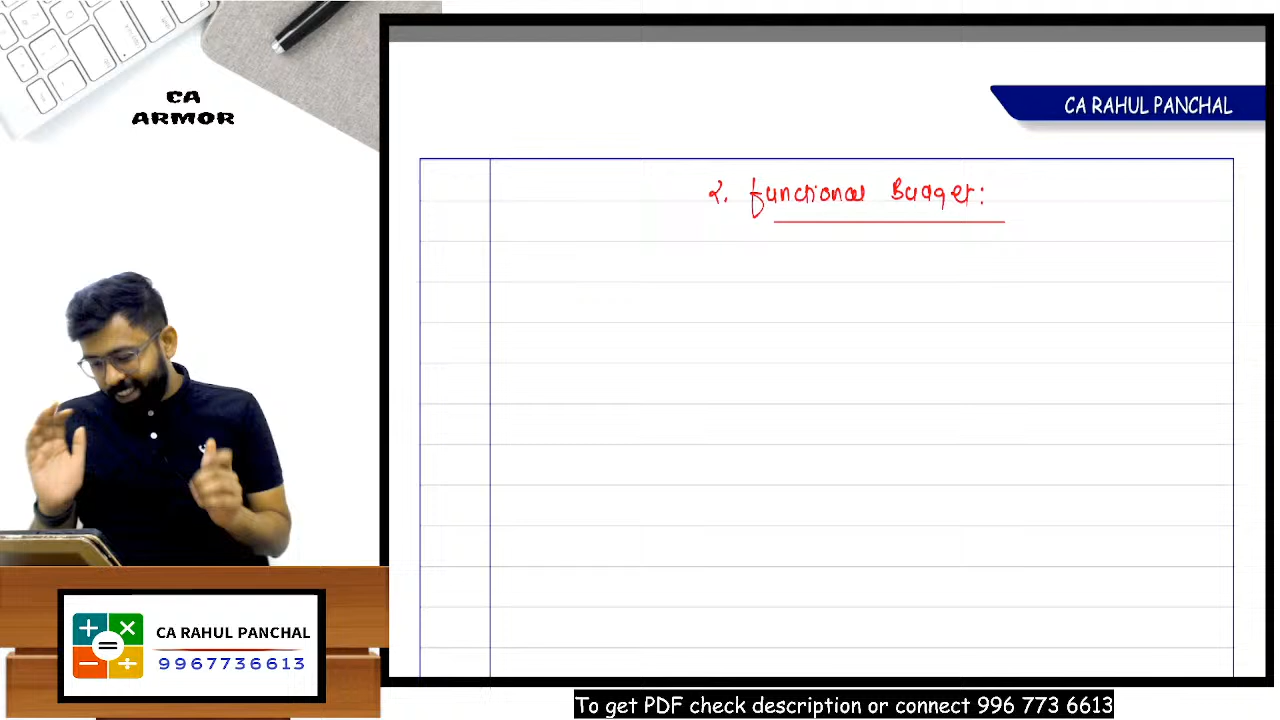 CA
ARMOR
CA RAHUL PANCHAL
2. functional Budget:
CA RAHUL PANCHAL
9967736613
To get PDF check description or connect 996 773 6613